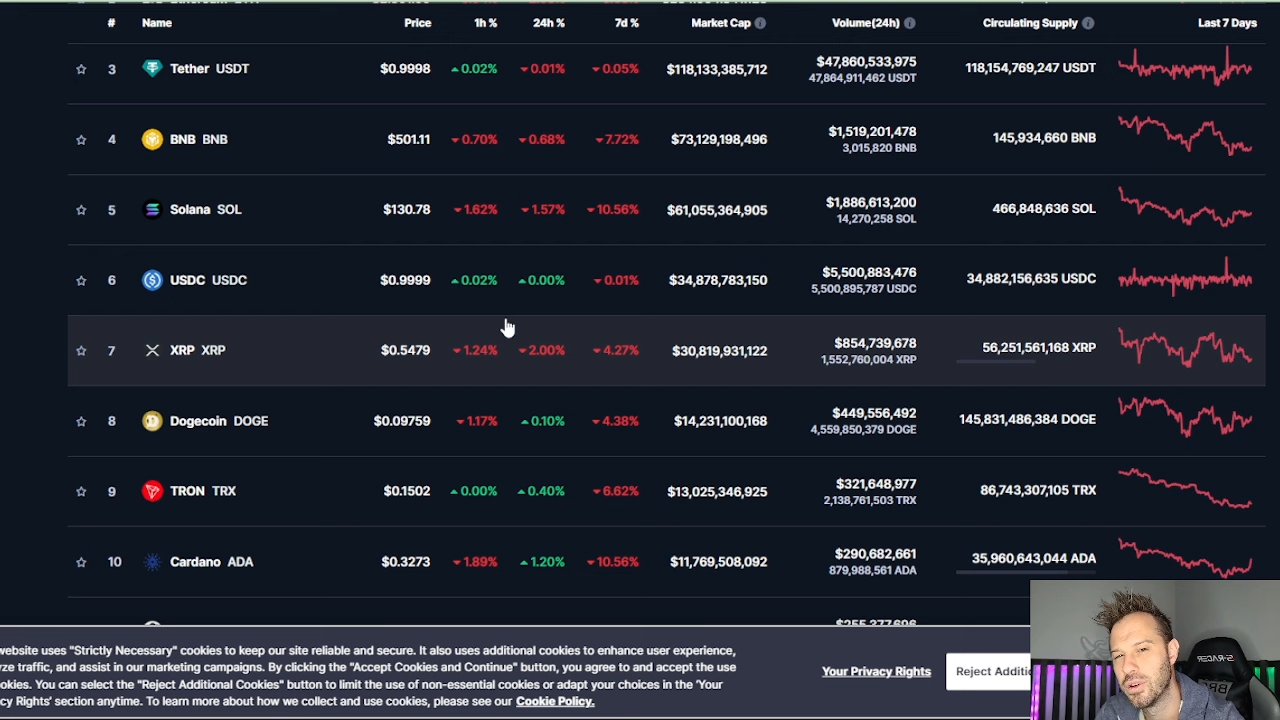 # Name Price 1h % 24h % 7d % Market Cap Volume(24h) Circulating Supply Last 7 Days
3 Tether USDT $0.9998 0.02% 0.01% 0.05% $118,133,385,712 $47,860,533,975 118,154,769,247 USDT
47,864,911,462 USDT
4 BNB BNB $501.11 0.70% 0.68% 7.72% $73,129,198,496 $1,519,201,478 145,934,660 BNB
3,015,820 BNB
5 Solana SOL $130.78 1.62% 1.57% 10.56% $61,055,364,905 $1,886,613,200 466,848,636 SOL
14,270,258 SOL
6 USDC USDC $0.9999 0.02% 0.00% 0.01% $34,878,783,150 $5,500,883,476 34,882,156,635 USDC
5,500,895,787 USDC
7 XRP XRP $0.5479 1.24% 2.00% 4.27% $30,819,931,122 $854,739,678 56,251,561,168 XRP
1,552,760,004 XRP
8 Dogecoin DOGE $0.09759 1.17% 0.10% 4.38% $14,231,100,168 $449,556,492 145,831,486,384 DOGE
4,559,850,379 DOGE
9 TRON TRX $0.1502 0.00% 0.40% 6.62% $13,025,346,925 $321,648,977 86,743,307,105 TRX
2,138,761,503 TRX
10 Cardano ADA $0.3273 1.89% 1.20% 10.56% $11,769,508,092 $290,682,661 35,960,643,044 ADA
879,988,561 ADA
website uses "Strictly Necessary" cookies to keep our site reliable and secure. It also uses additional cookies to enhance user experience,
ze traffic, and assist in our marketing campaigns. By clicking the "Accept Cookies and Continue" button, you agree to and accept the use
okies. You can select the "Reject Additional Cookies" button to limit the use of non-essential cookies or adapt your choices in the 'Your
cy Rights' section anytime. To learn more about how we collect and use cookies, please see our Cookie Policy.
Your Privacy Rights
Reject Additi
S-RACER